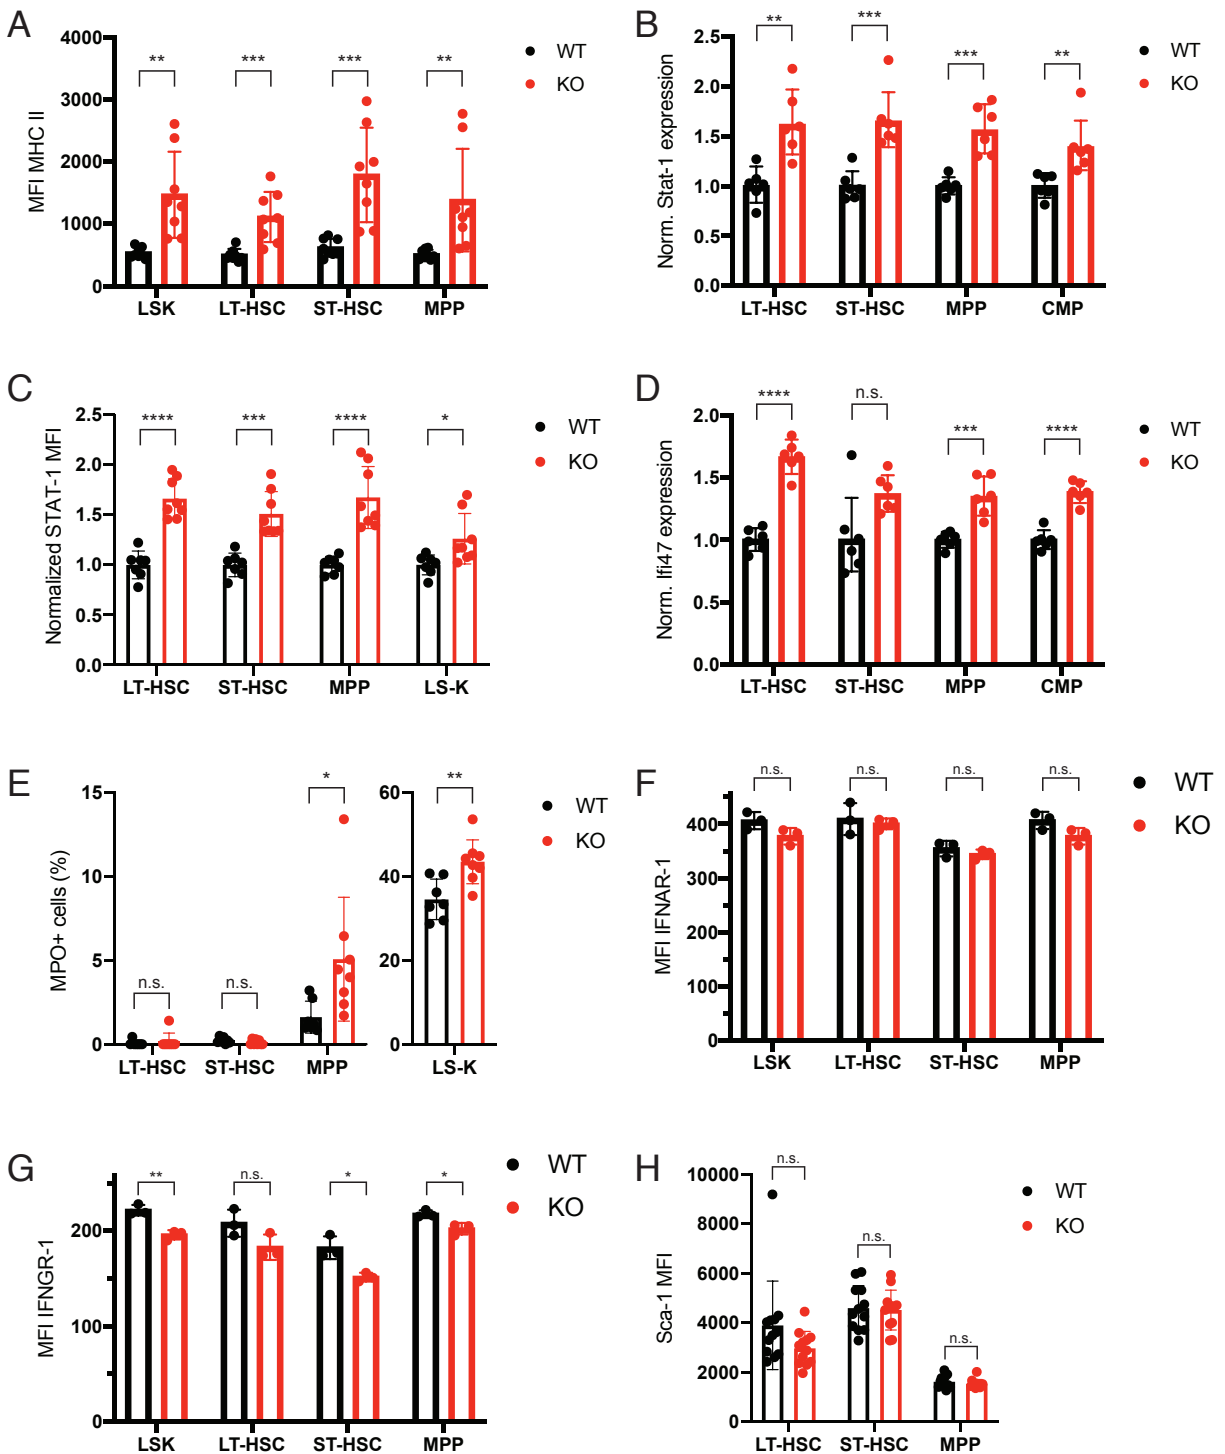 A
MFI MHC II
4000
3000
2000
1000
0
** *** *** **
LSK LT-HSC ST-HSC MPP
WT
KO
B
Norm. Stat-1 expression
2.5
2.0
1.5
1.0
0.5
0.0
** *** *** **
LT-HSC ST-HSC MPP CMP
WT
KO
C
Normalized STAT-1 MFI
2.5
2.0
1.5
1.0
0.5
0.0
**** *** **** *
LT-HSC ST-HSC MPP LS-K
WT
KO
D
Norm. Ifi47 expression
2.0
1.5
1.0
0.5
0.0
**** n.s. *** ****
LT-HSC ST-HSC MPP CMP
WT
KO
E
MPO+ cells (%)
15
10
5
0
n.s. n.s. *
LT-HSC ST-HSC MPP
60
40
20
0
**
LS-K
WT
KO
F
MFI IFNAR-1
400
300
200
100
0
n.s. n.s. n.s. n.s.
LSK LT-HSC ST-HSC MPP
WT
KO
G
MFI IFNGR-1
200
100
0
** n.s. * *
LSK LT-HSC ST-HSC MPP
WT
KO
H
Sca-1 MFI
10000
8000
6000
4000
2000
0
n.s. n.s. n.s.
LT-HSC ST-HSC MPP
WT
KO